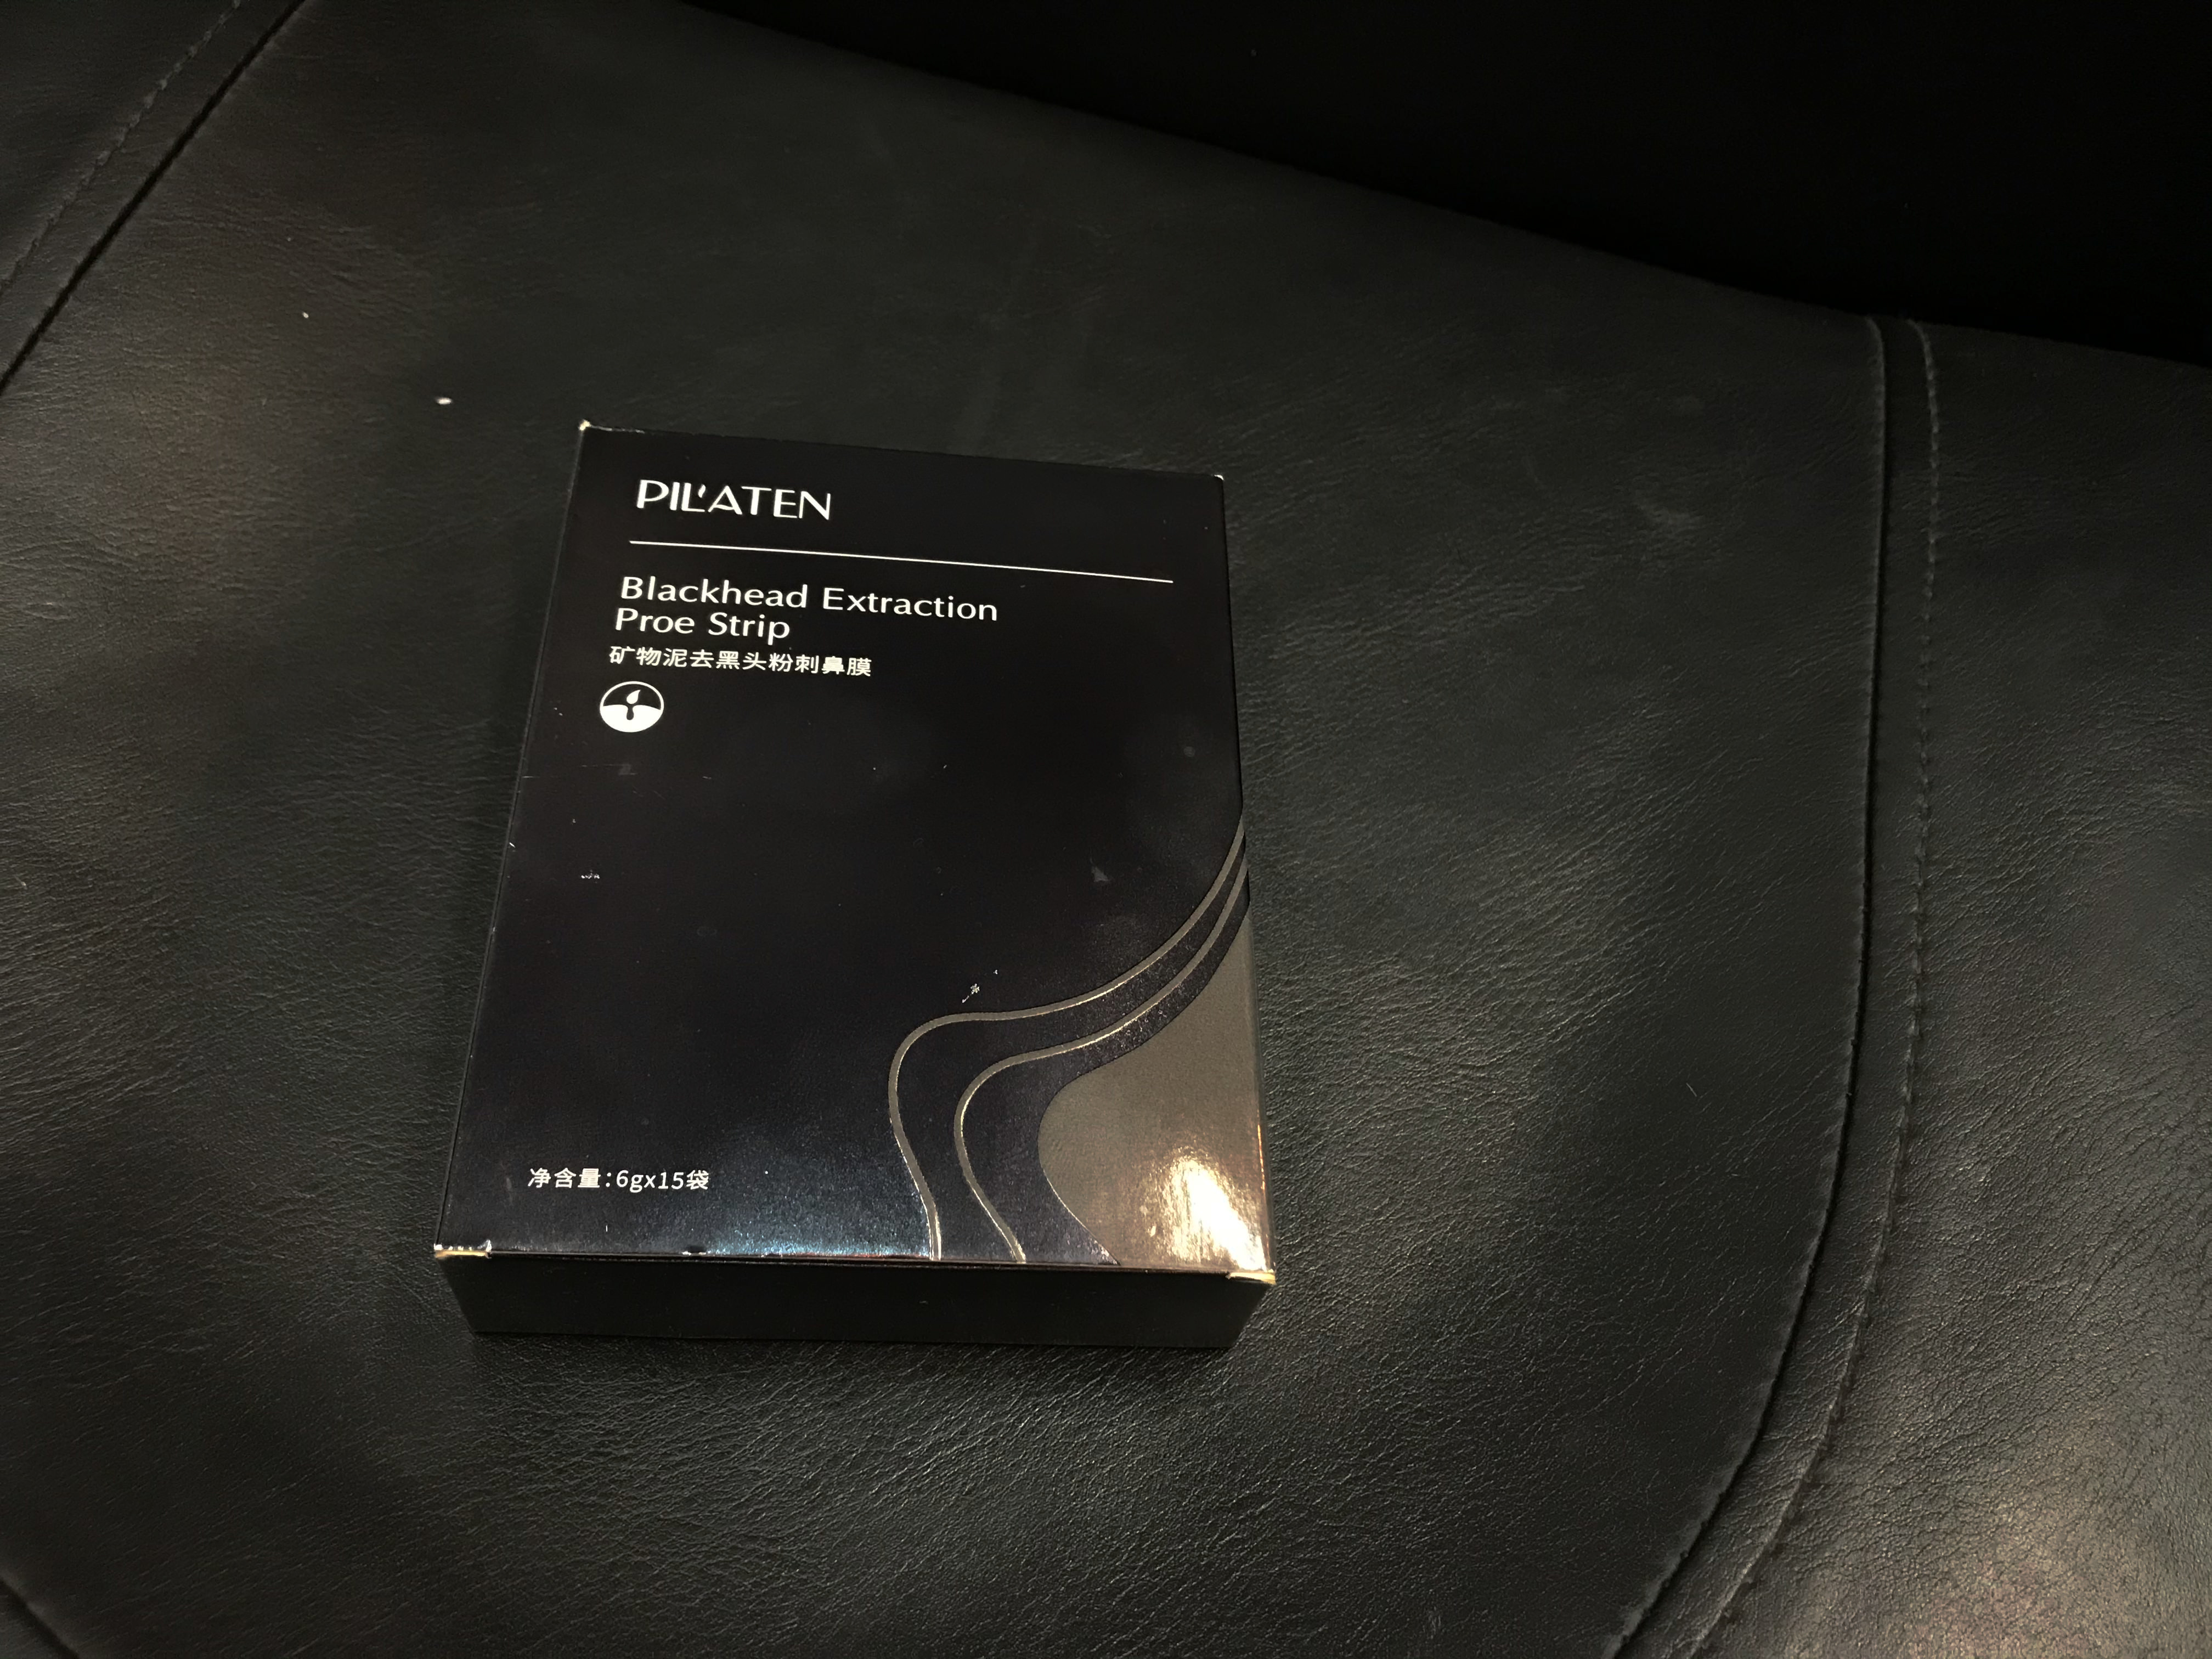 PIL'ATEN
Blackhead Extraction
Proe Strip
矿物泥去黑头粉刺鼻膜
净含量:6gx15袋